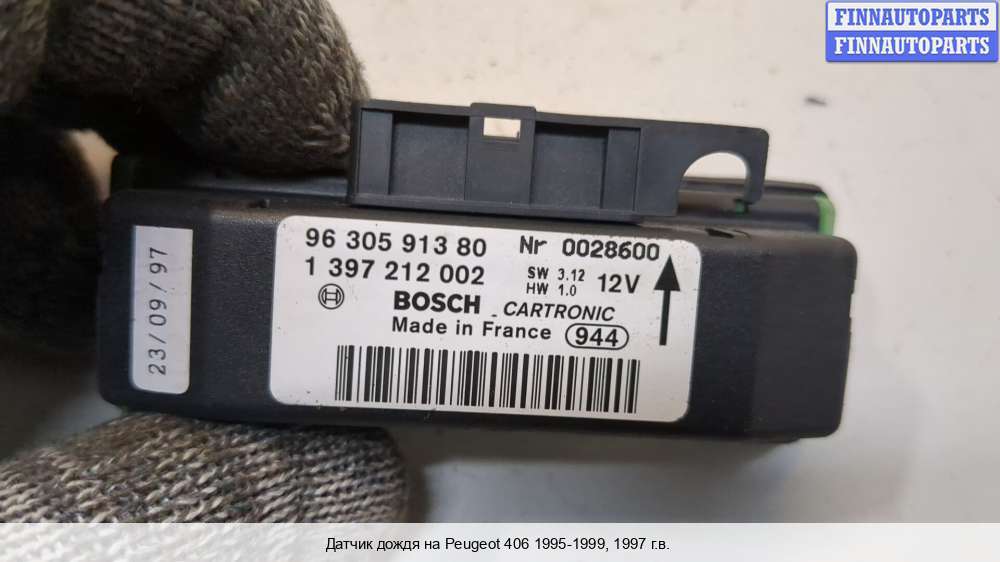 FINNAUTOPARTS
FINNAUTOPARTS
96 305 913 80
Nr 0028600
1 397 212 002
SW 3.12
HW 1.0
12V
BOSCH
CARTRONIC
Made in France
944
23/09/97
Датчик дождя на Peugeot 406 1995-1999, 1997 г.в.